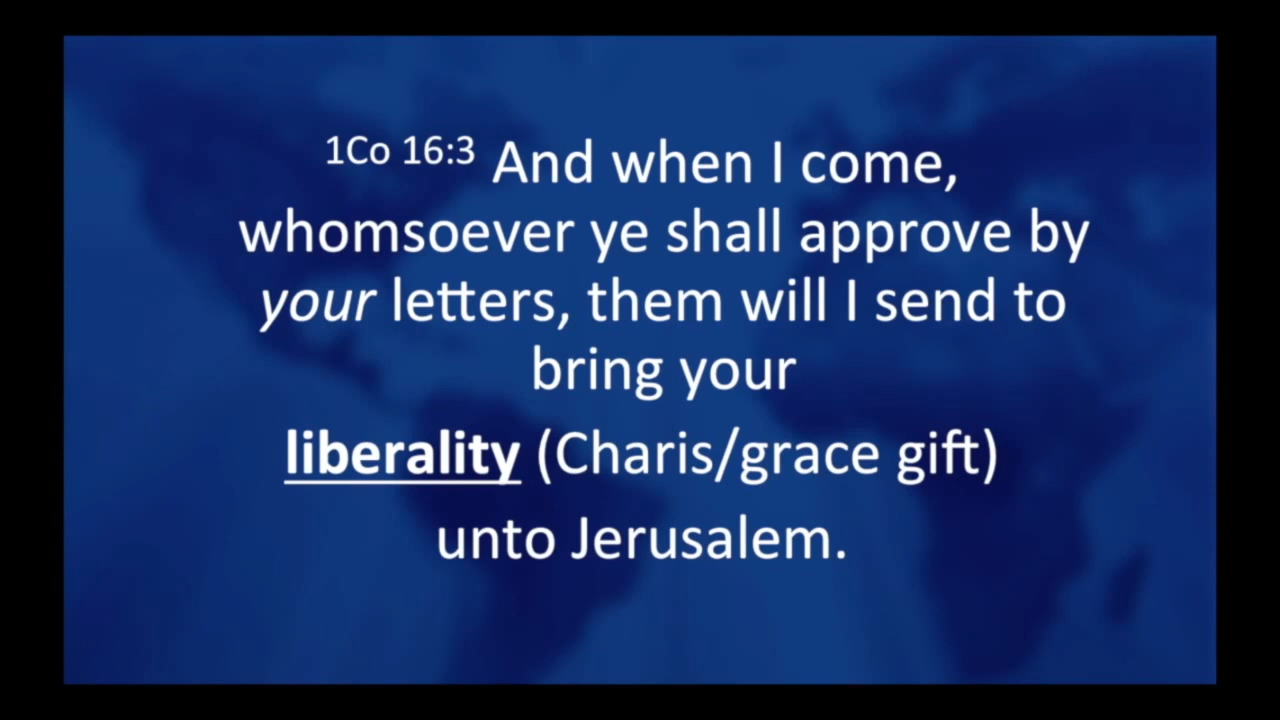 1Co 16:3 And when I come,
whomsoever ye shall approve by
your letters, them will I send to
bring your
liberality (Charis/grace gift)
unto Jerusalem.